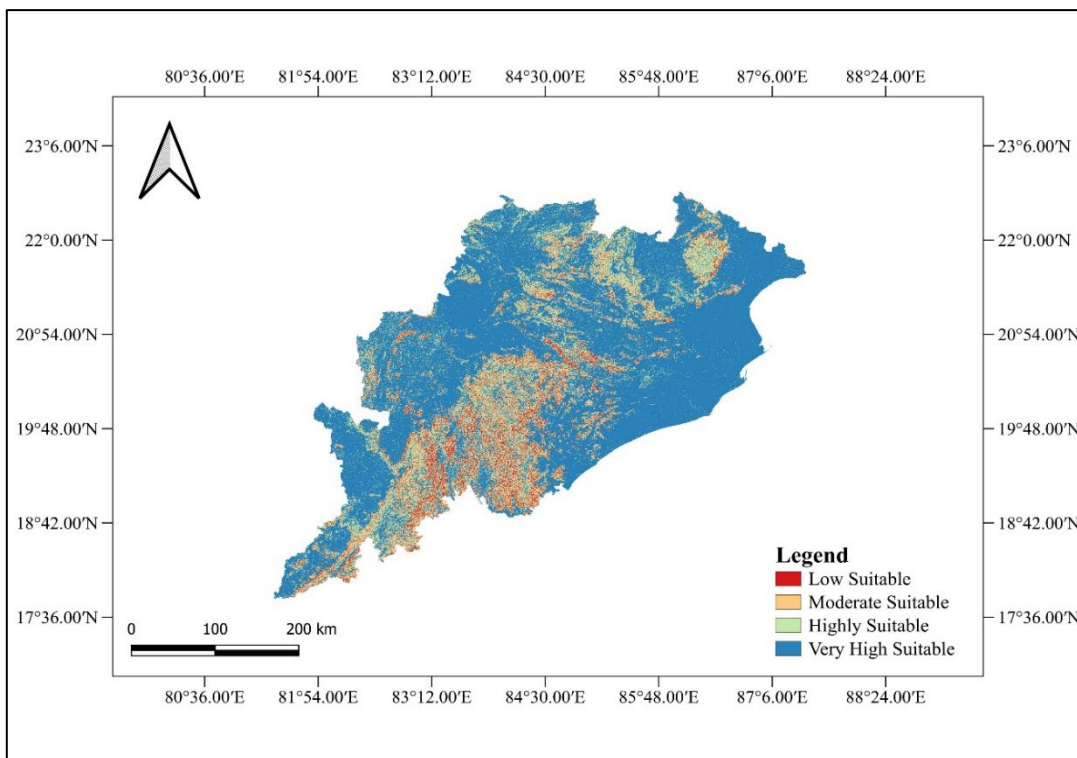 80°36.00′E 81°54.00′E 83°12.00′E 84°30.00′E 85°48.00′E 87°6.00′E 88°24.00′E
23°6.00′N 23°6.00′N
22°0.00′N 22°0.00′N
20°54.00′N 20°54.00′N
19°48.00′N 19°48.00′N
18°42.00′N 18°42.00′N
Legend
Low Suitable
Moderate Suitable
17°36.00′N 17°36.00′N
Highly Suitable
0 100 200 km
Very High Suitable
80°36.00′E 81°54.00′E 83°12.00′E 84°30.00′E 85°48.00′E 87°6.00′E 88°24.00′E